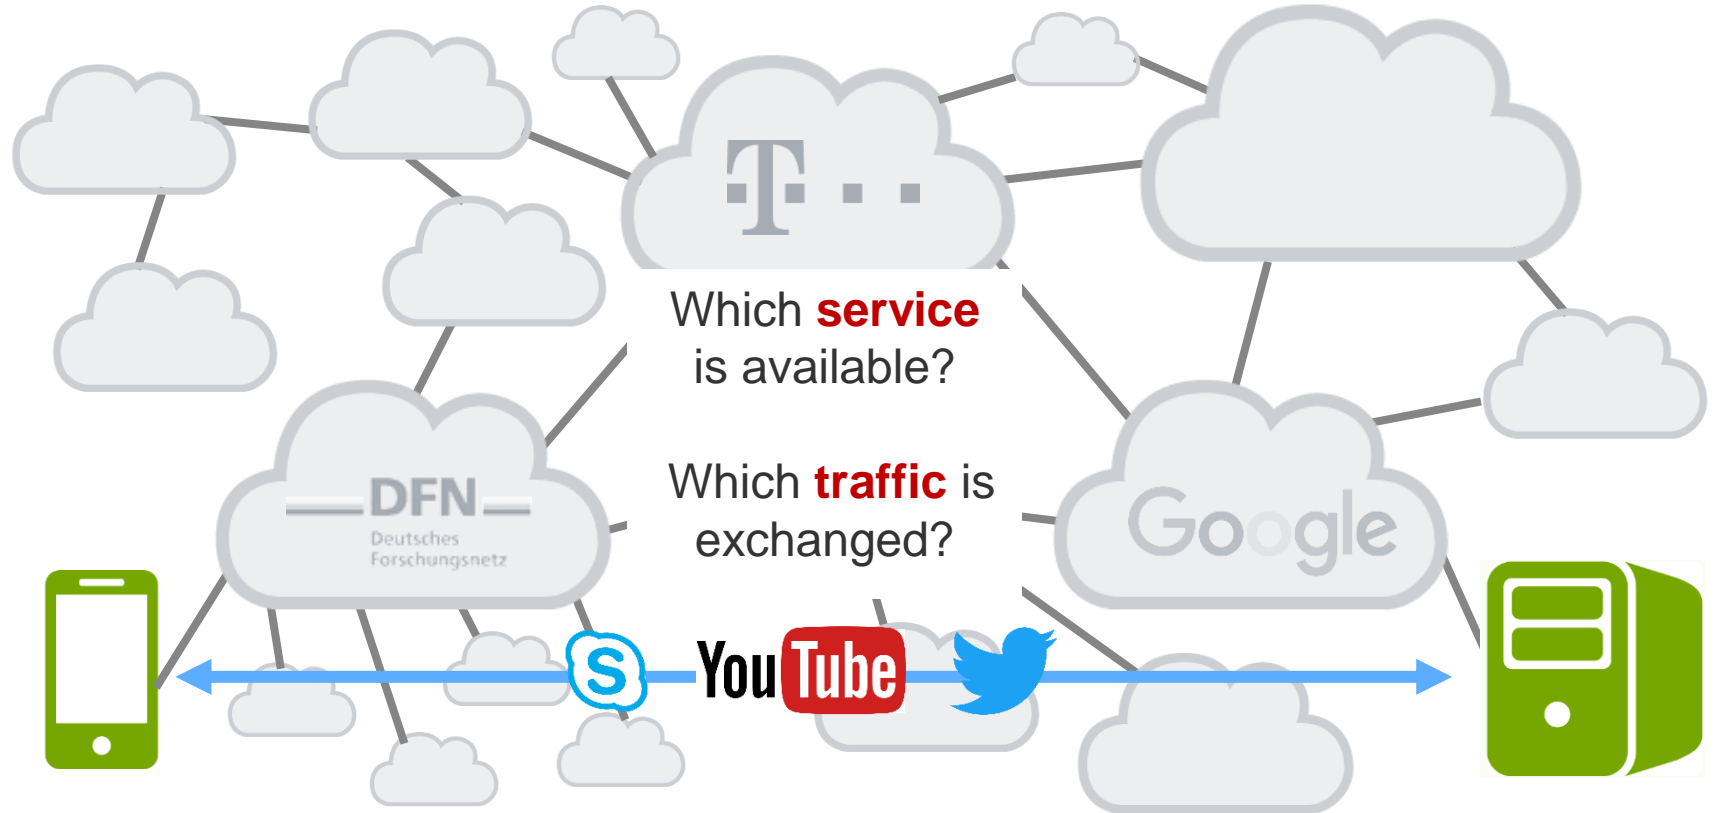 T
Which service
is available?
Which traffic is
exchanged?
DFN
Deutsches
Forschungsnetz
Google
S
YouTube